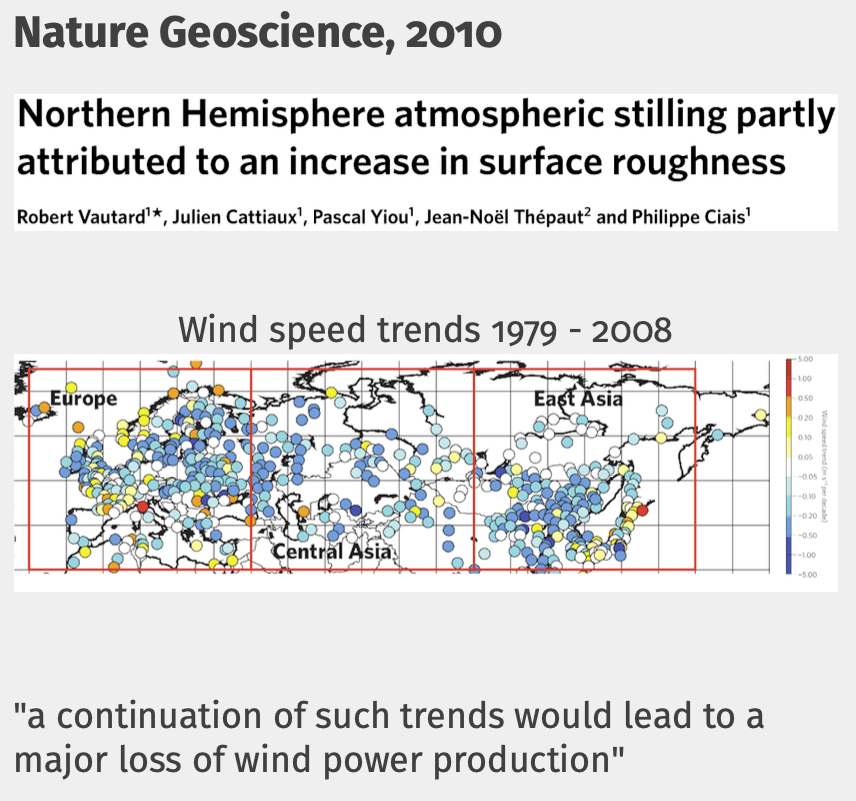 Nature Geoscience, 2010
Northern Hemisphere atmospheric stilling partly
attributed to an increase in surface roughness
Robert Vautard¹*, Julien Cattiaux¹, Pascal Yiou¹, Jean-Noël Thépaut² and Philippe Ciais¹
Wind speed trends 1979 - 2008
Europe
East Asia
Central Asia
5.00
1.00
0.50
0.20
0.10
0.05
-0.05
-0.10
-0.20
-0.50
-1.00
-5.00
Wind speed trend (m s⁻¹ per decade)
"a continuation of such trends would lead to a
major loss of wind power production"